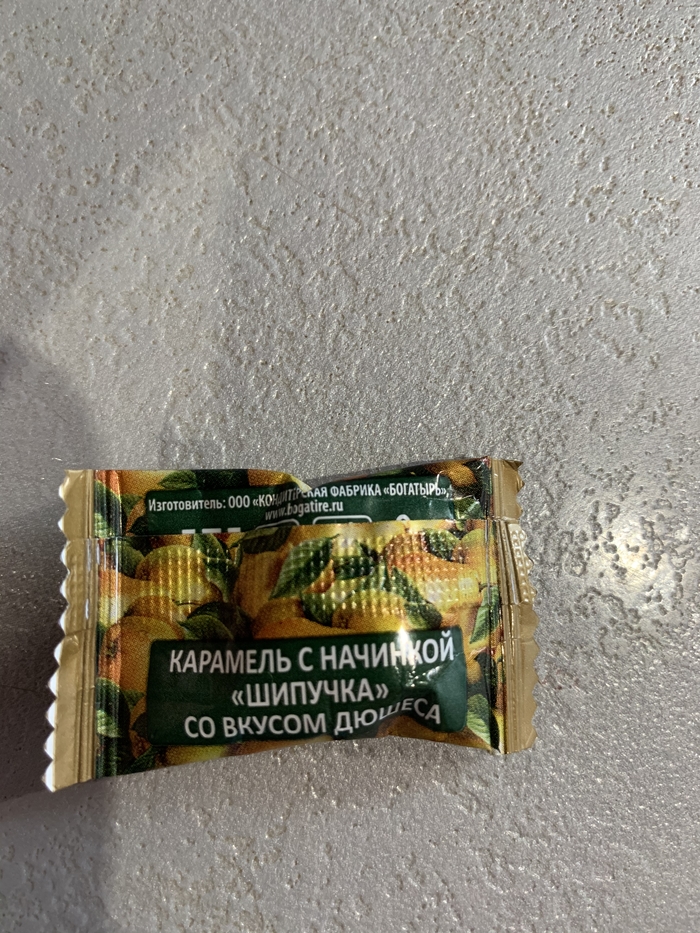 Изготовитель: ООО «КОНДИТЕРСКАЯ ФАБРИКА «БОГАТЫРЬ»,
www.bogatire.ru
КАРАМЕЛЬ С НАЧИНКОЙ
«ШИПУЧКА»
СО ВКУСОМ ДЮШЕСА